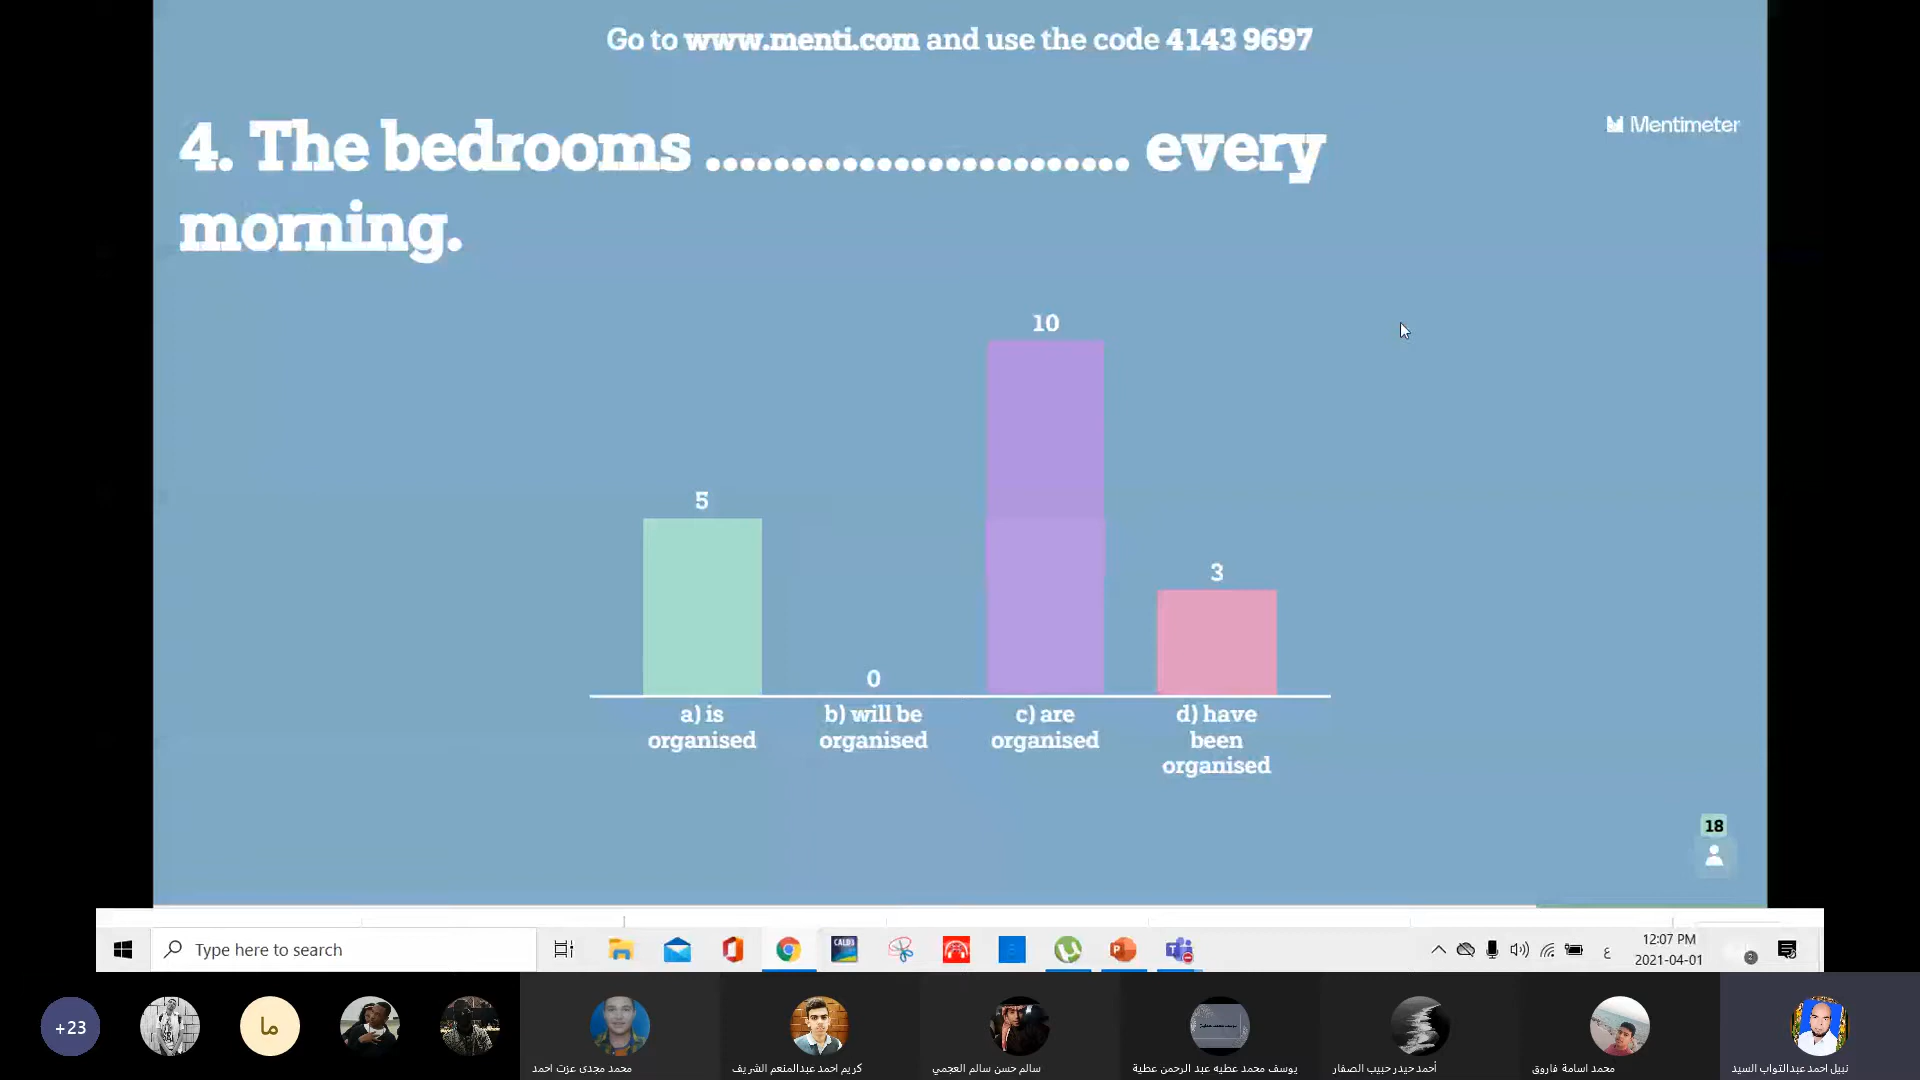 Go to www.menti.com and use the code 4143 9697
Mentimeter
4. The bedrooms ......................... every
morning.
10
5
3
0
a) is
organised
b) will be
organised
c) are
organised
d) have
been
organised
18
Type here to search
CALD3
ع
12:07 PM
2021-04-01
2
+23
ما
محمد مجدى عزت احمد
كريم احمد عبدالمنعم الشريف
سالم حسن سالم العجمي
يوسف محمد عطيه عبد الرحمن عطية
أحمد حيدر حبيب الصفار
محمد اسامة فاروق
نبيل احمد عبدالتواب السيد